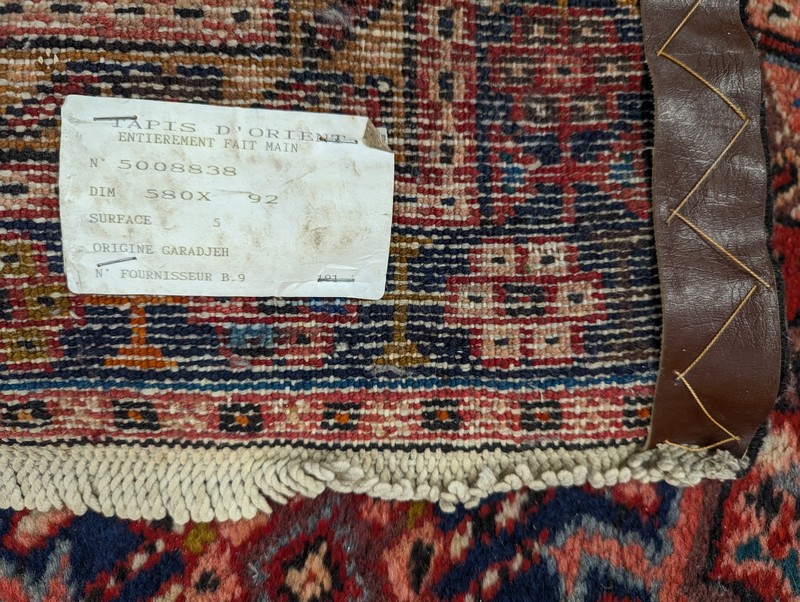 TAPIS D'ORIENT
ENTIEREMENT FAIT MAIN
N° 5008838
DIM 580X 92
SURFACE 5
ORIGINE GARADJEH
N° FOURNISSEUR B.9